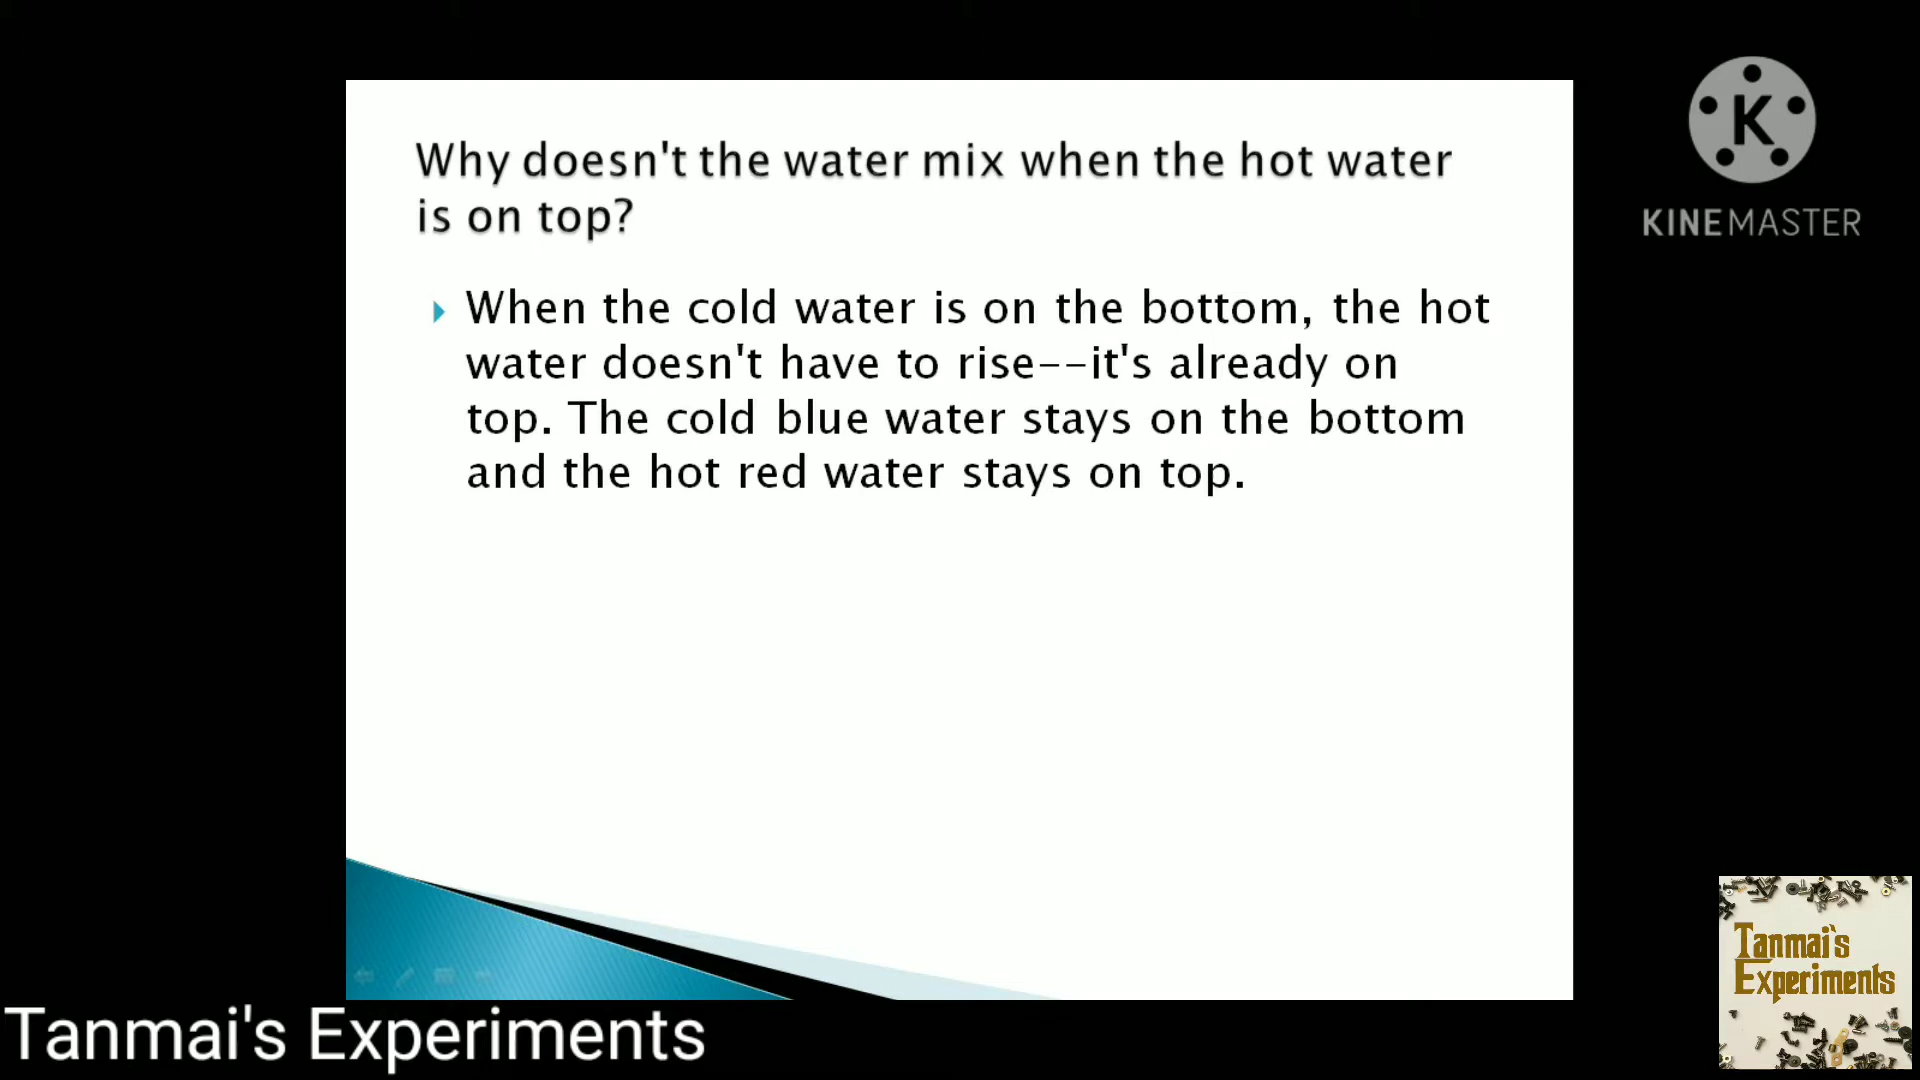 Why doesn't the water mix when the hot water
is on top?
When the cold water is on the bottom, the hot
water doesn't have to rise--it's already on
top. The cold blue water stays on the bottom
and the hot red water stays on top.
K
KINEMASTER
Tanmai's
Experiments
Tanmai's Experiments